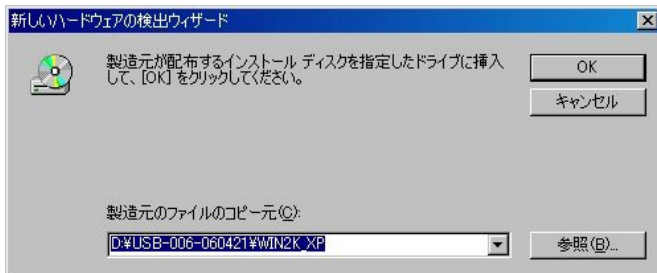 新しいハードウェアの検出ウィザード
製造元が配布するインストール ディスクを指定したドライブに挿入
して、[OK] をクリックしてください。
OK
キャンセル
製造元のファイルのコピー元(C):
D:¥USB-006-060421¥WIN2K_XP
参照(B)...